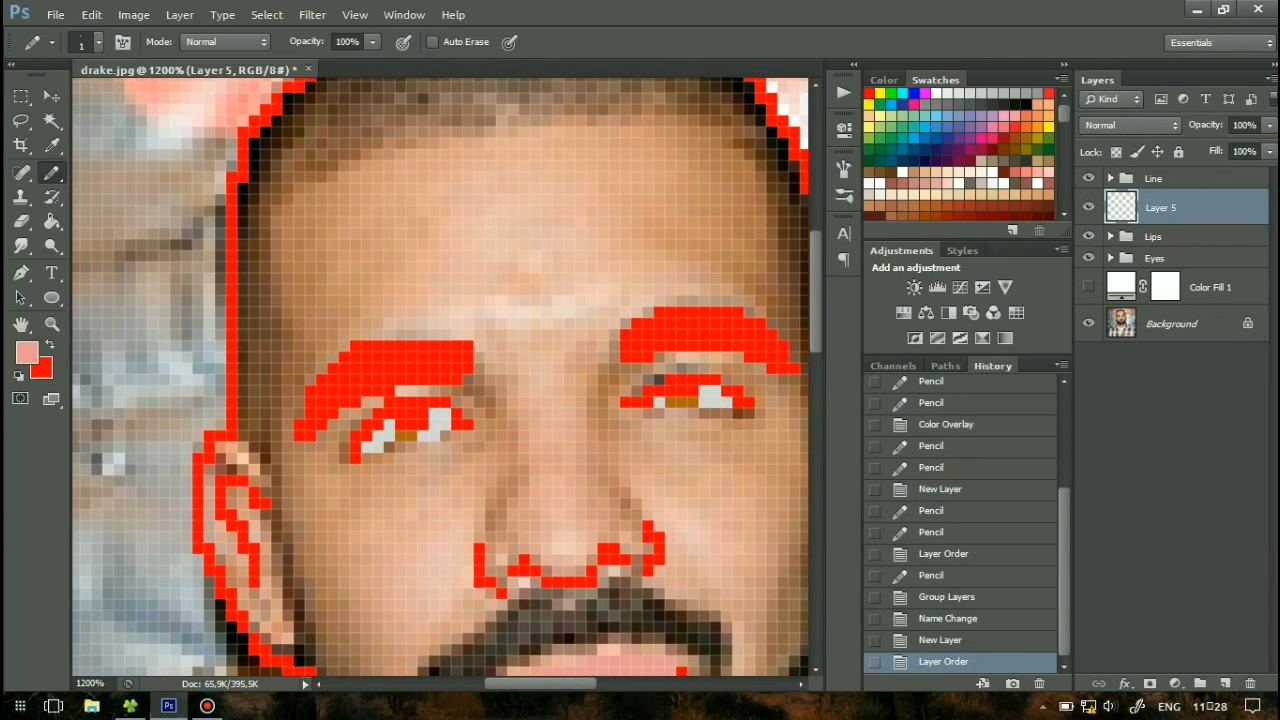 Ps File Edit Image Layer Type Select Filter View Window Help
1 Mode: Normal Opacity: 100% Auto Erase Essentials
drake.jpg @ 1200% (Layer 5, RGB/8#) * ×
Color Swatches
Adjustments Styles
Add an adjustment
Channels Paths History
Pencil
Pencil
Color Overlay
Pencil
Pencil
New Layer
Pencil
Pencil
Layer Order
Pencil
Group Layers
Name Change
New Layer
Layer Order
Layers
Kind
Normal Opacity: 100%
Lock: Fill: 100%
Line
Layer 5
Lips
Eyes
Color Fill 1
Background
fx
1200% Doc: 65,9K/395,5K
Ps ENG 11:28